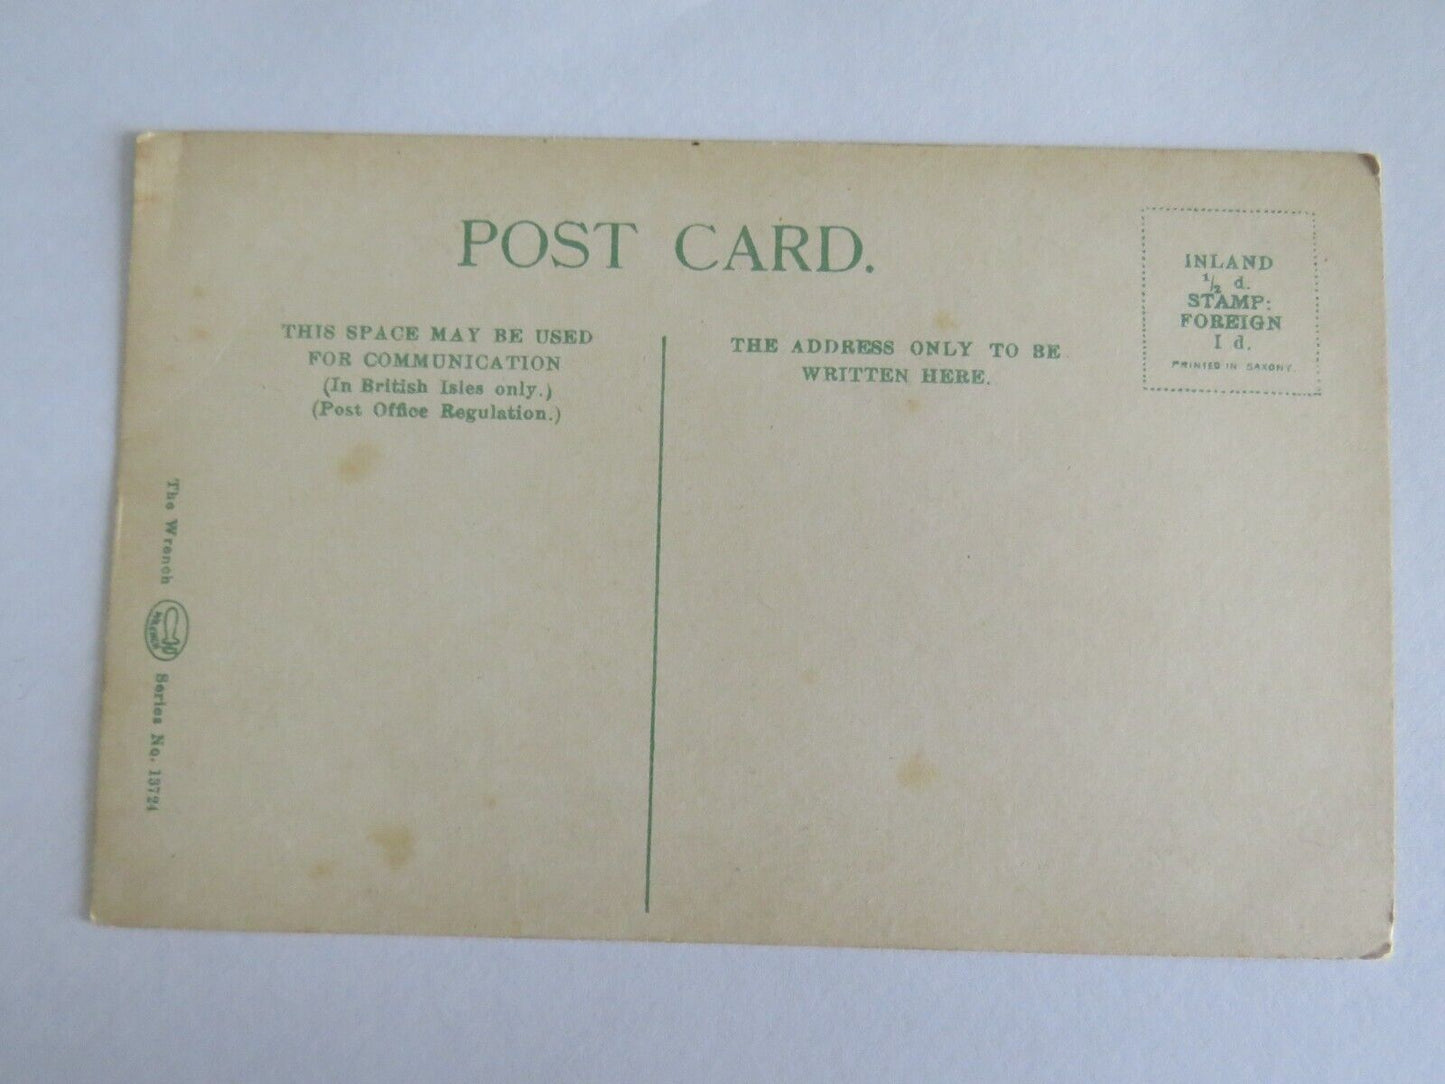 POST CARD.
THIS SPACE MAY BE USED
FOR COMMUNICATION
(In British Isles only.)
(Post Office Regulation.)
THE ADDRESS ONLY TO BE
WRITTEN HERE.
INLAND
½ d.
STAMP:
FOREIGN
I d.
PRINTED IN SAXONY.
The Wrench
WRENCH
Series No. 13724